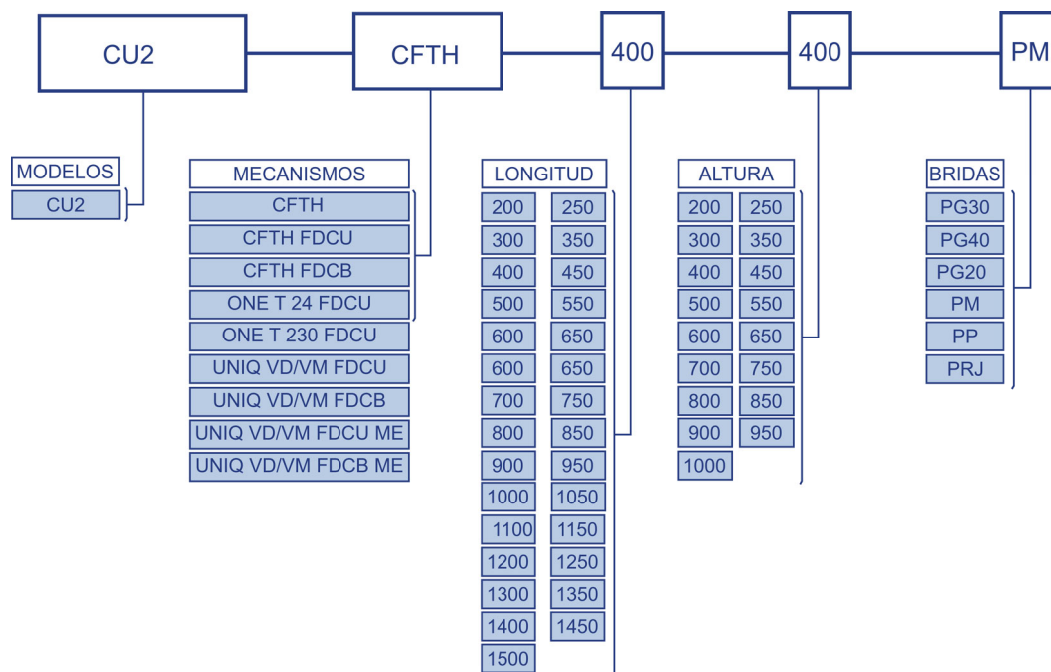 CU2 CFTH 400 400 PM
MODELOS
CU2
MECANISMOS
CFTH
CFTH FDCU
CFTH FDCB
ONE T 24 FDCU
ONE T 230 FDCU
UNIQ VD/VM FDCU
UNIQ VD/VM FDCB
UNIQ VD/VM FDCU ME
UNIQ VD/VM FDCB ME
LONGITUD
200 250
300 350
400 450
500 550
600 650
600 650
700 750
800 850
900 950
1000 1050
1100 1150
1200 1250
1300 1350
1400 1450
1500
ALTURA
200 250
300 350
400 450
500 550
600 650
700 750
800 850
900 950
1000
BRIDAS
PG30
PG40
PG20
PM
PP
PRJ